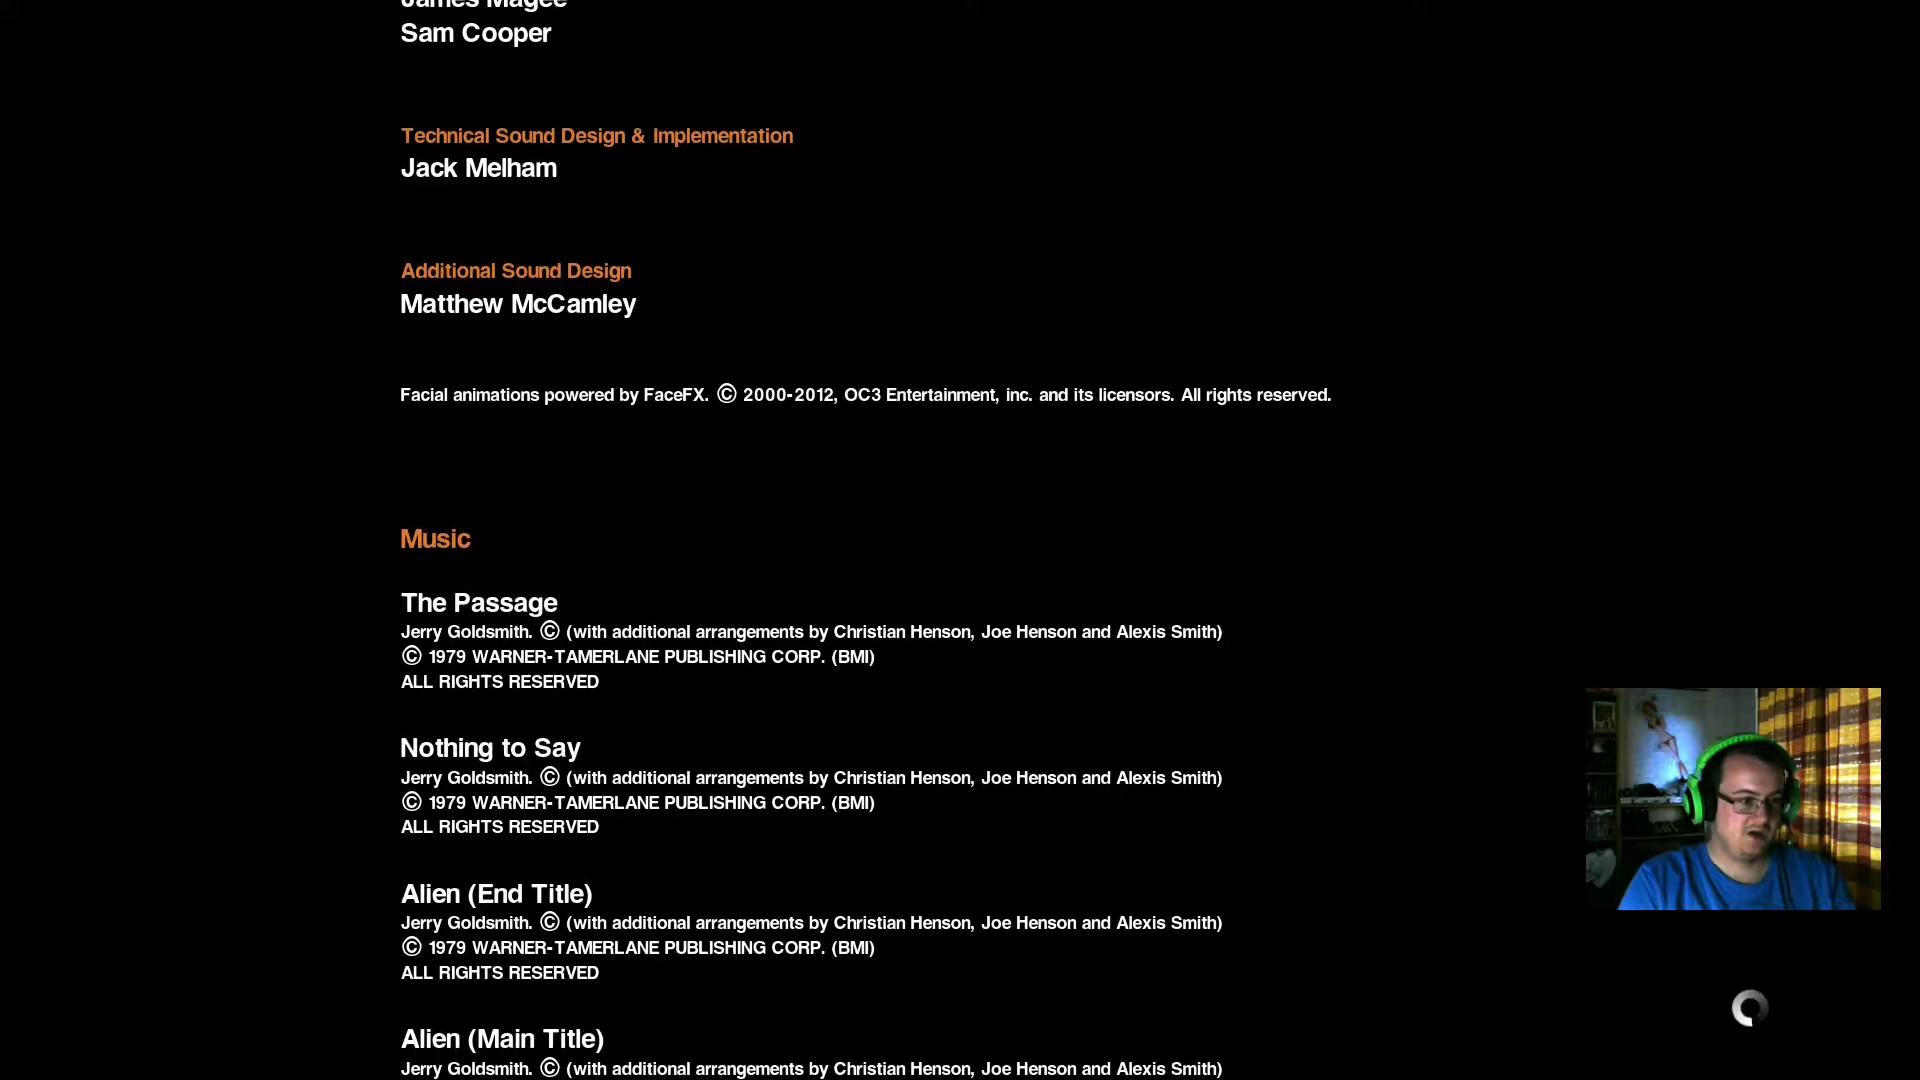 James Magee
Sam Cooper
Technical Sound Design & Implementation
Jack Melham
Additional Sound Design
Matthew McCamley
Facial animations powered by FaceFX. © 2000-2012, OC3 Entertainment, inc. and its licensors. All rights reserved.
Music
The Passage
Jerry Goldsmith. © (with additional arrangements by Christian Henson, Joe Henson and Alexis Smith)
© 1979 WARNER-TAMERLANE PUBLISHING CORP. (BMI)
ALL RIGHTS RESERVED
Nothing to Say
Jerry Goldsmith. © (with additional arrangements by Christian Henson, Joe Henson and Alexis Smith)
© 1979 WARNER-TAMERLANE PUBLISHING CORP. (BMI)
ALL RIGHTS RESERVED
Alien (End Title)
Jerry Goldsmith. © (with additional arrangements by Christian Henson, Joe Henson and Alexis Smith)
© 1979 WARNER-TAMERLANE PUBLISHING CORP. (BMI)
ALL RIGHTS RESERVED
Alien (Main Title)
Jerry Goldsmith. © (with additional arrangements by Christian Henson, Joe Henson and Alexis Smith)